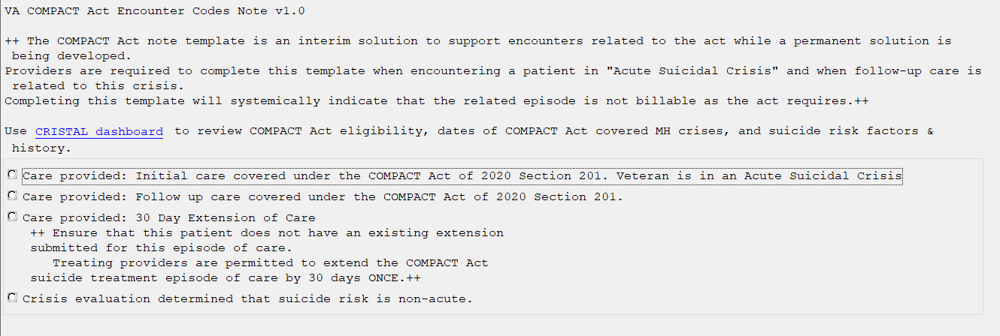 VA COMPACT Act Encounter Codes Note v1.0
++ The COMPACT Act note template is an interim solution to support encounters related to the act while a permanent solution is
being developed.
Providers are required to complete this template when encountering a patient in "Acute Suicidal Crisis" and when follow-up care is
related to this crisis.
Completing this template will systemically indicate that the related episode is not billable as the act requires.++
Use CRISTAL dashboard to review COMPACT Act eligibility, dates of COMPACT Act covered MH crises, and suicide risk factors &
history.
Care provided: Initial care covered under the COMPACT Act of 2020 Section 201. Veteran is in an Acute Suicidal Crisis
Care provided: Follow up care covered under the COMPACT Act of 2020 Section 201.
Care provided: 30 Day Extension of Care
++ Ensure that this patient does not have an existing extension
submitted for this episode of care.
Treating providers are permitted to extend the COMPACT Act
suicide treatment episode of care by 30 days ONCE.++
Crisis evaluation determined that suicide risk is non-acute.